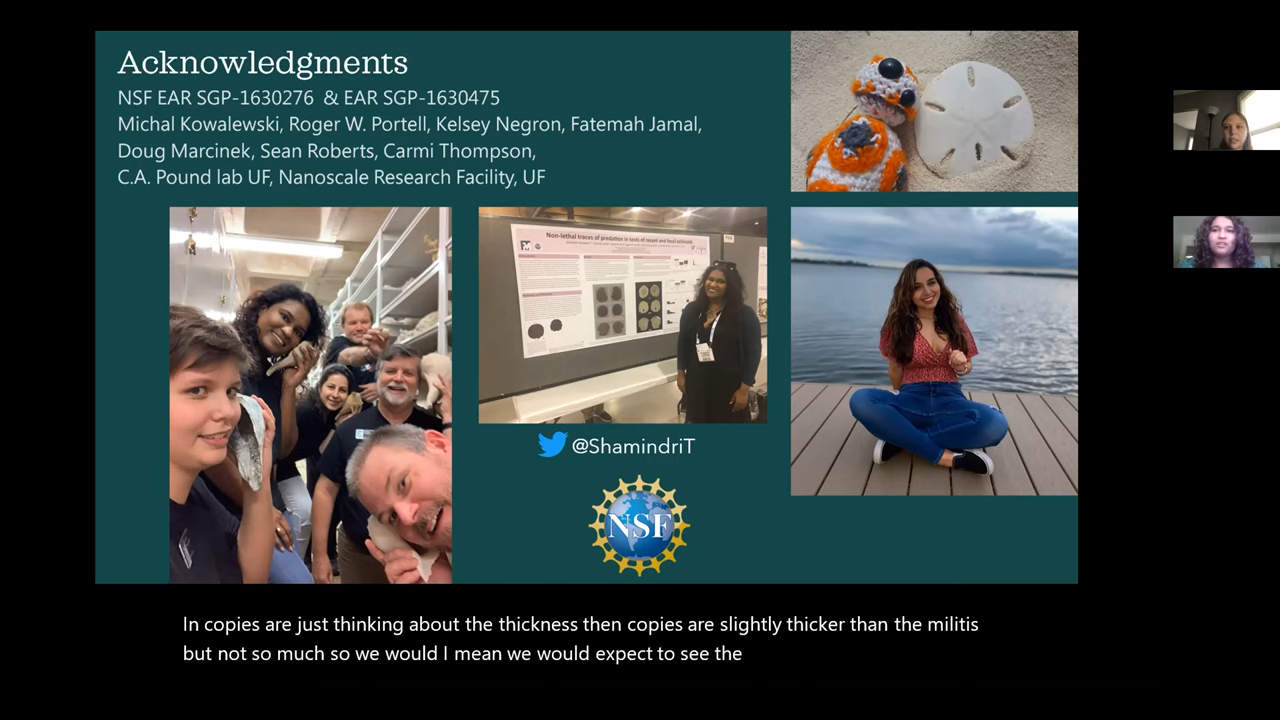 Acknowledgments
NSF EAR SGP-1630276 & EAR SGP-1630475
Michal Kowalewski, Roger W. Portell, Kelsey Negron, Fatemah Jamal,
Doug Marcinek, Sean Roberts, Carmi Thompson,
C.A. Pound lab UF, Nanoscale Research Facility, UF
Non-lethal traces of predation in tests of recent and fossil echinoids
@ShamindriT
NSF
In copies are just thinking about the thickness then copies are slightly thicker than the militis
but not so much so we would I mean we would expect to see the